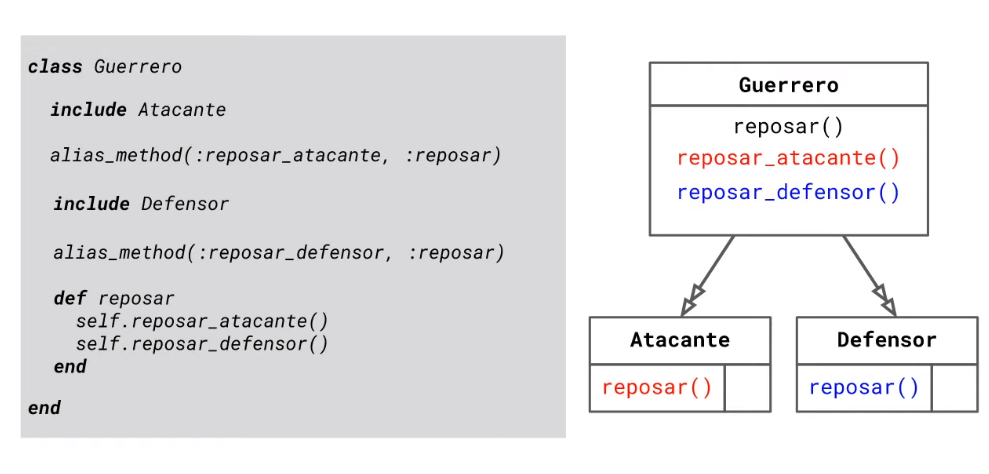 class Guerrero
include Atacante
alias_method(:reposar_atacante, :reposar)
include Defensor
alias_method(:reposar_defensor, :reposar)
def reposar
self.reposar_atacante()
self.reposar_defensor()
end
end
Guerrero
reposar()
reposar_atacante()
reposar_defensor()
Atacante
reposar()
Defensor
reposar()